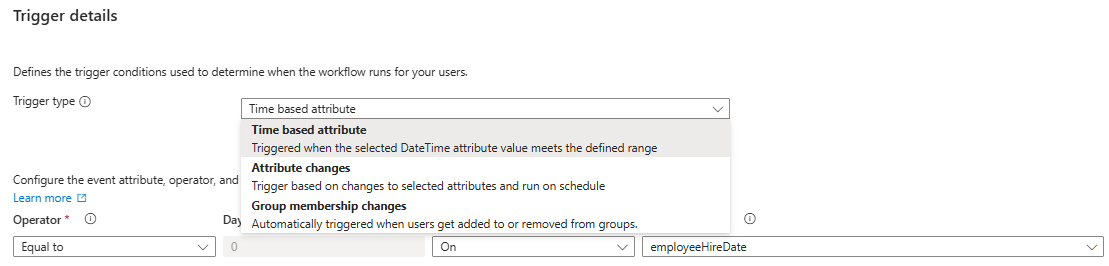 Trigger details
Defines the trigger conditions used to determine when the workflow runs for your users.
Trigger type
Time based attribute
Time based attribute
Triggered when the selected DateTime attribute value meets the defined range
Attribute changes
Trigger based on changes to selected attributes and run on schedule
Group membership changes
Automatically triggered when users get added to or removed from groups.
Configure the event attribute, operator, and
Learn more
Operator *
Equal to
0
On
employeeHireDate